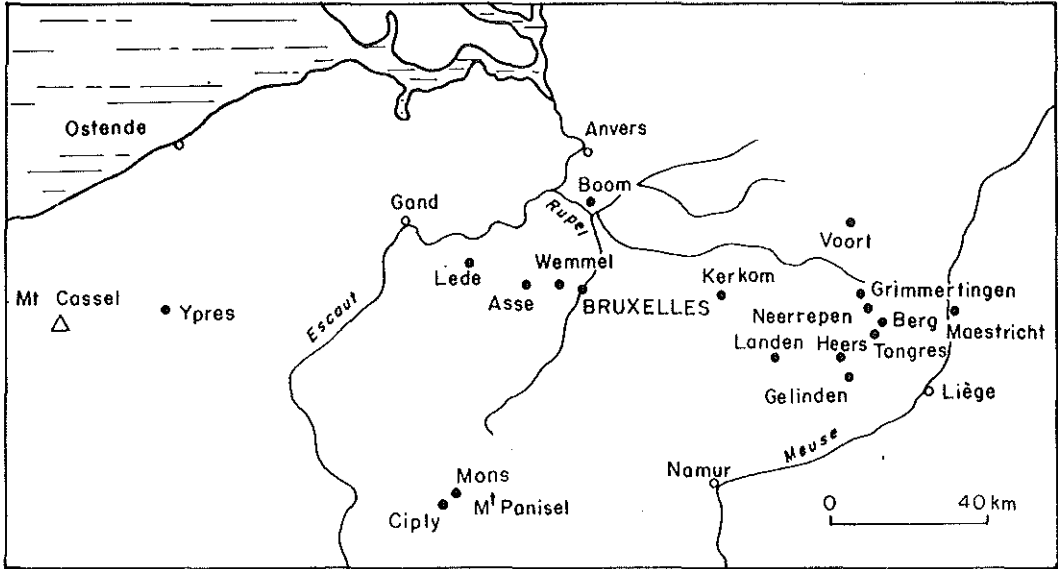 Ostende
Anvers
Boom
Gand
Rupel
Voort
Lede
Wemmel
Kerkom
Asse
BRUXELLES
Grimmertingen
Mt Cassel
Ypres
Escaut
Neerrepen
Berg
Maestricht
Landen
Heers
Tongres
Gelinden
Liège
Meuse
Mons
Namur
Mt Panisel
Ciply
0 40 km